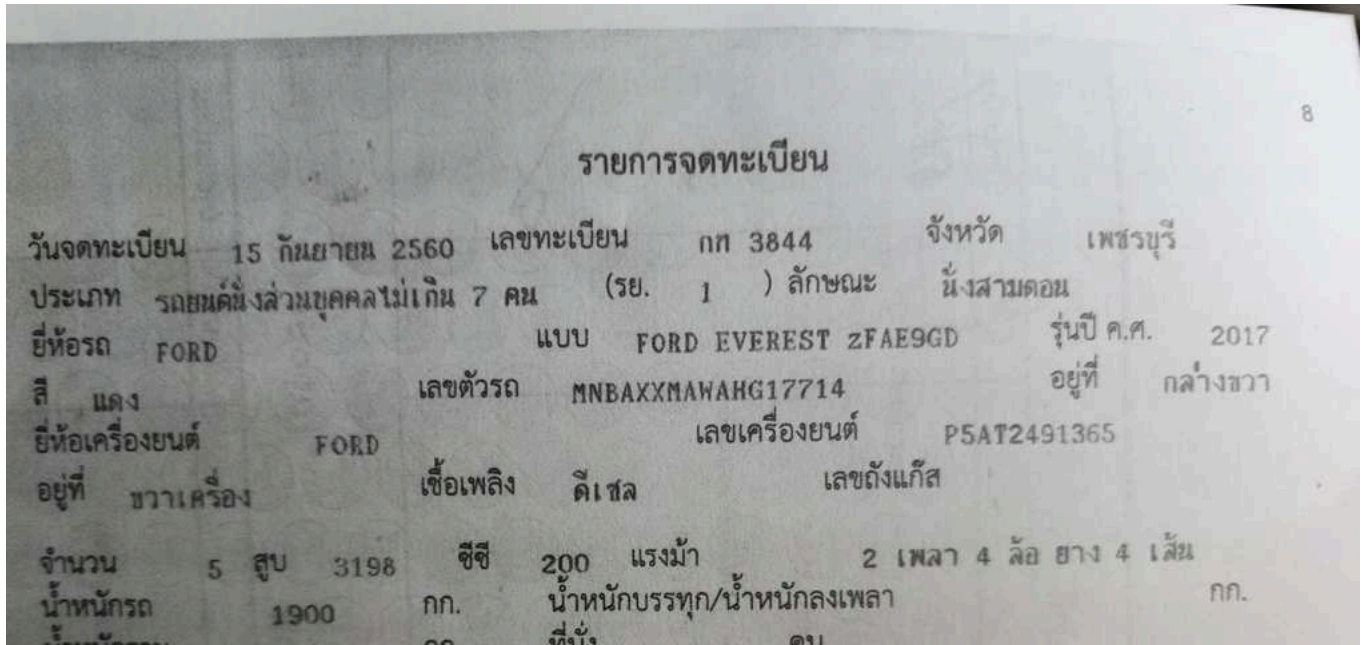 8
รายการจดทะเบียน
วันจดทะเบียน 15 กันยายน 2560 เลขทะเบียน กท 3844 จังหวัด เพชรบุรี
ประเภท รถยนต์นั่งส่วนบุคคลไม่เกิน 7 คน (รย. 1 ) ลักษณะ นั่งสามตอน
ยี่ห้อรถ FORD แบบ FORD EVEREST ZFAE9GD รุ่นปี ค.ศ. 2017
สี แดง เลขตัวรถ MNBAXXMAWAHG17714 อยู่ที่ กล่างขวา
ยี่ห้อเครื่องยนต์ FORD เลขเครื่องยนต์ P5AT2491365
อยู่ที่ ขวาเครื่อง เชื้อเพลิง ดีเซล เลขถังแก๊ส
จำนวน 5 สูบ 3198 ซีซี 200 แรงม้า 2 เพลา 4 ล้อ ยาง 4 เส้น
น้ำหนักรถ 1900 กก. น้ำหนักบรรทุก/น้ำหนักลงเพลา กก.
ที่นั่ง คน